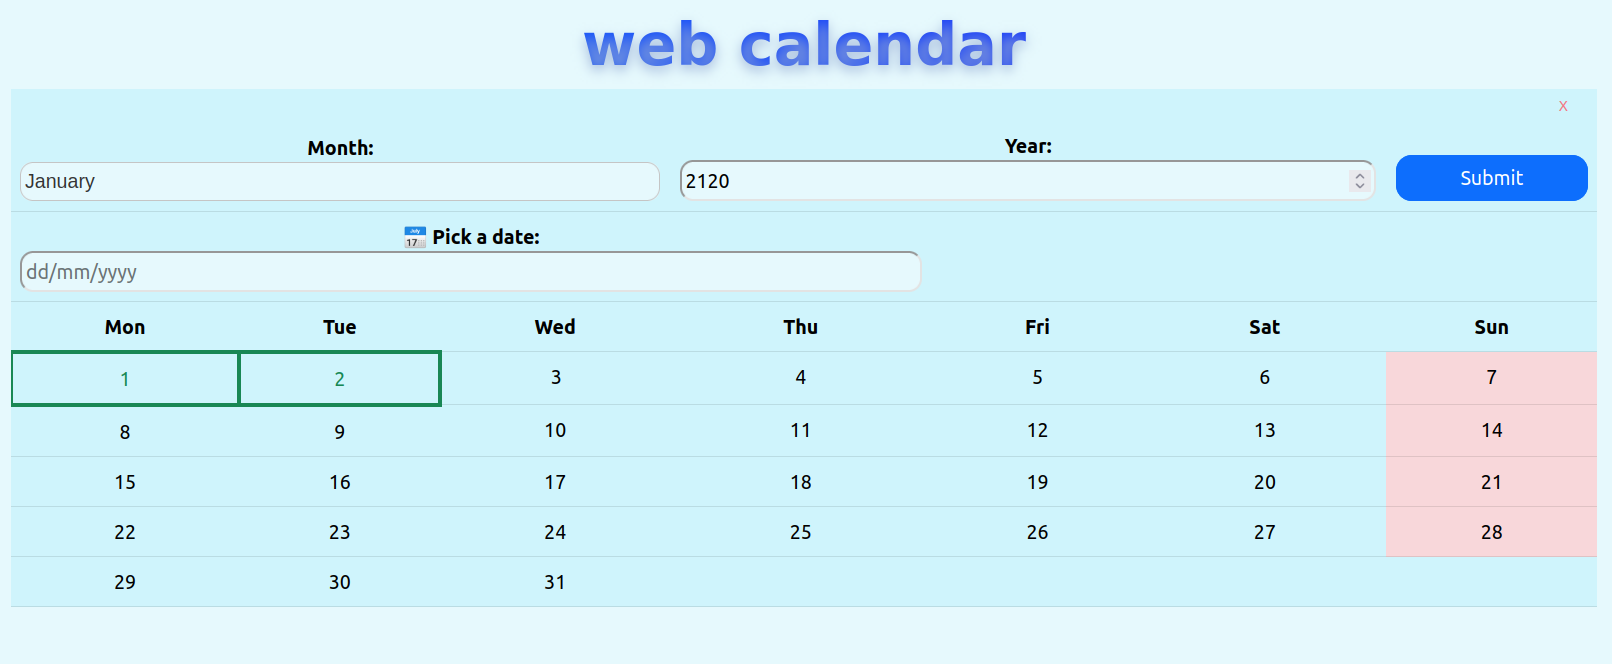 web calendar
x
Month: Year:
January 2120 Submit
July 17 Pick a date:
dd/mm/yyyy
Mon Tue Wed Thu Fri Sat Sun
1 2 3 4 5 6 7
8 9 10 11 12 13 14
15 16 17 18 19 20 21
22 23 24 25 26 27 28
29 30 31